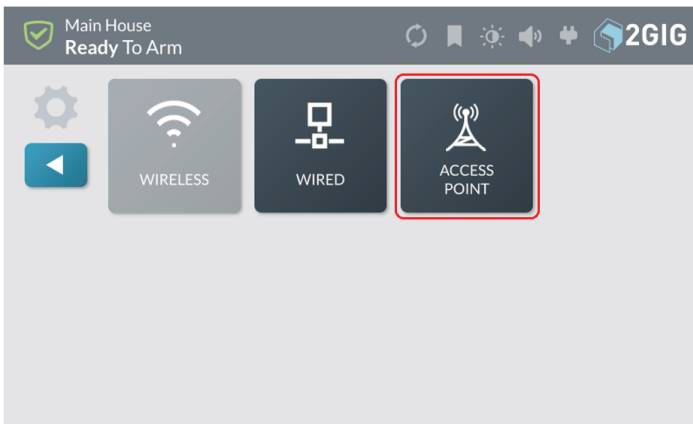 Main House
Ready To Arm
2GIG
WIRELESS
WIRED
ACCESS
POINT